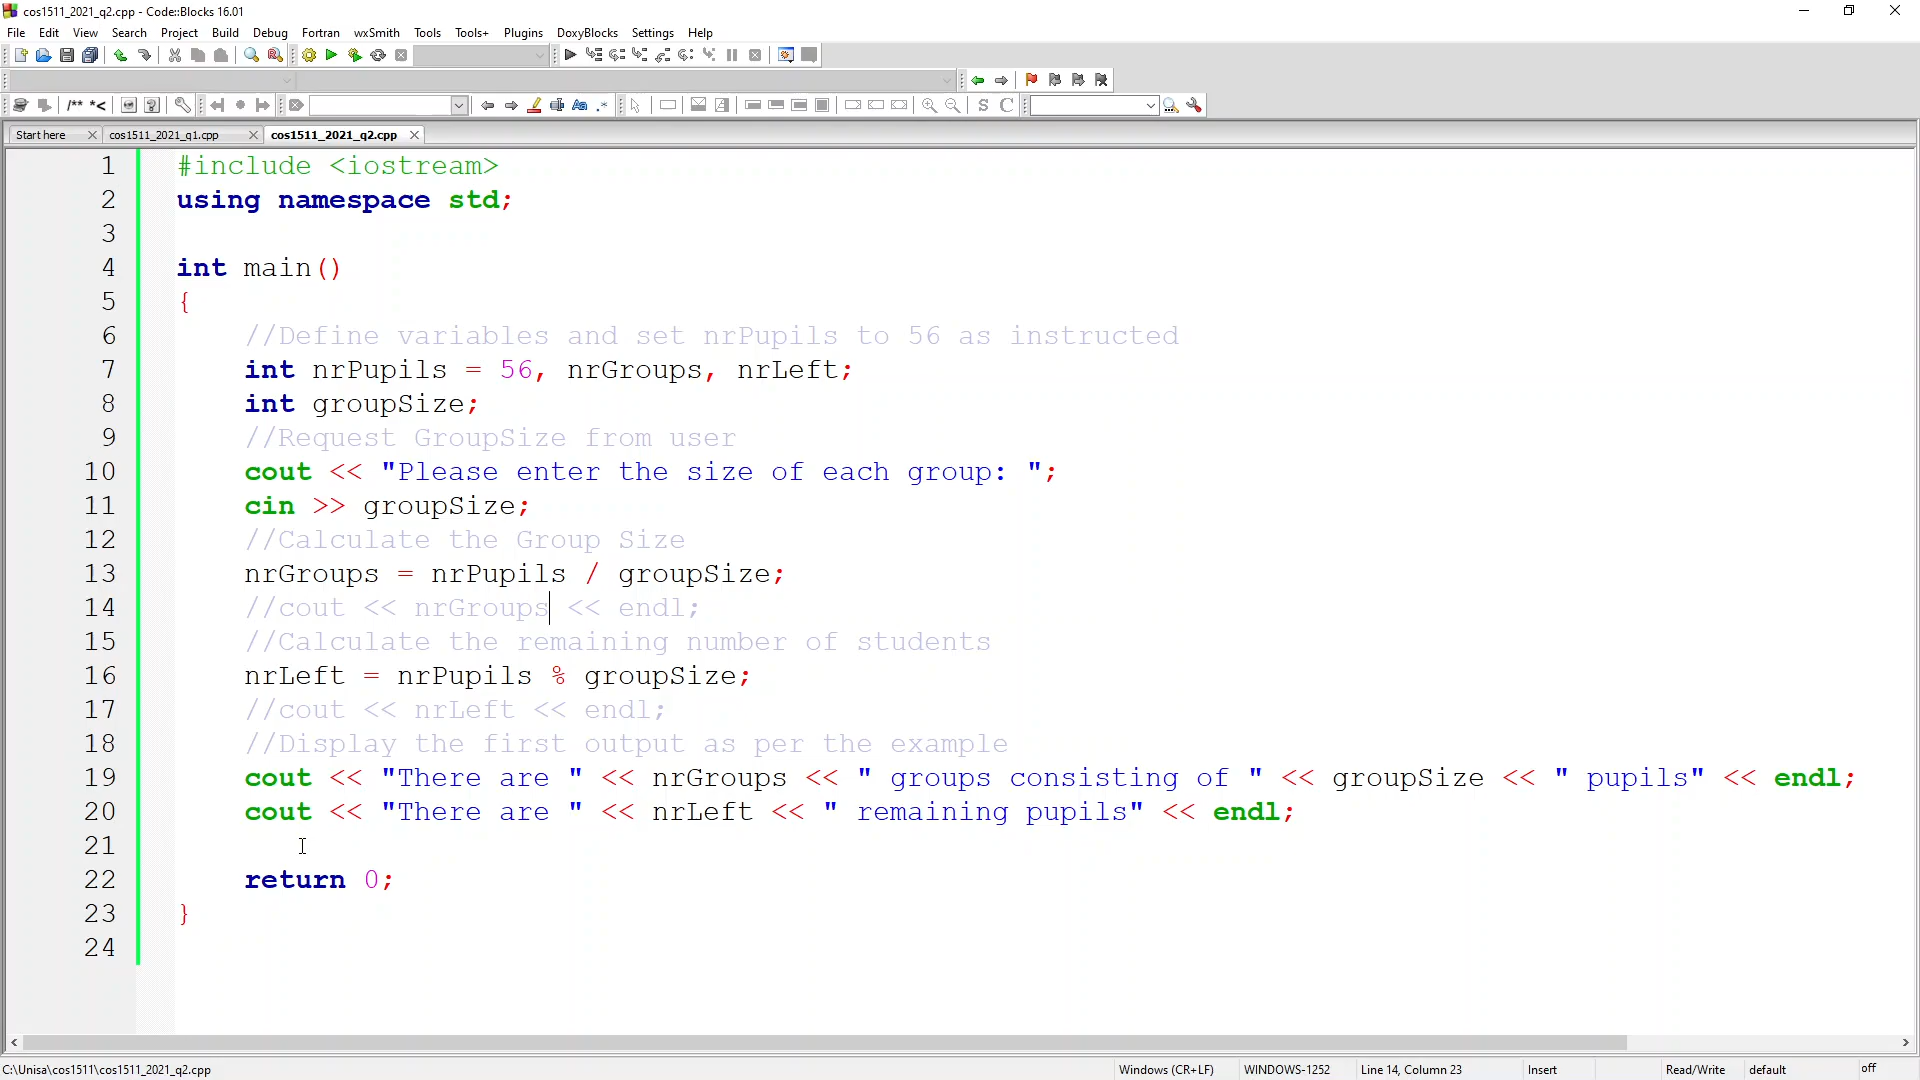 cos1511_2021_q2.cpp - Code::Blocks 16.01
File Edit View Search Project Build Debug Fortran wxSmith Tools Tools+ Plugins DoxyBlocks Settings Help
/** *<
Aa .*
S C
Start here cos1511_2021_q1.cpp cos1511_2021_q2.cpp
1 #include <iostream>
2 using namespace std;
3
4 int main()
5 {
6 //Define variables and set nrPupils to 56 as instructed
7 int nrPupils = 56, nrGroups, nrLeft;
8 int groupSize;
9 //Request GroupSize from user
10 cout << "Please enter the size of each group: ";
11 cin >> groupSize;
12 //Calculate the Group Size
13 nrGroups = nrPupils / groupSize;
14 //cout << nrGroups << endl;
15 //Calculate the remaining number of students
16 nrLeft = nrPupils % groupSize;
17 //cout << nrLeft << endl;
18 //Display the first output as per the example
19 cout << "There are " << nrGroups << " groups consisting of " << groupSize << " pupils" << endl;
20 cout << "There are " << nrLeft << " remaining pupils" << endl;
21
22 return 0;
23 }
24
C:\Unisa\cos1511\cos1511_2021_q2.cpp Windows (CR+LF) WINDOWS-1252 Line 14, Column 23 Insert Read/Write default off